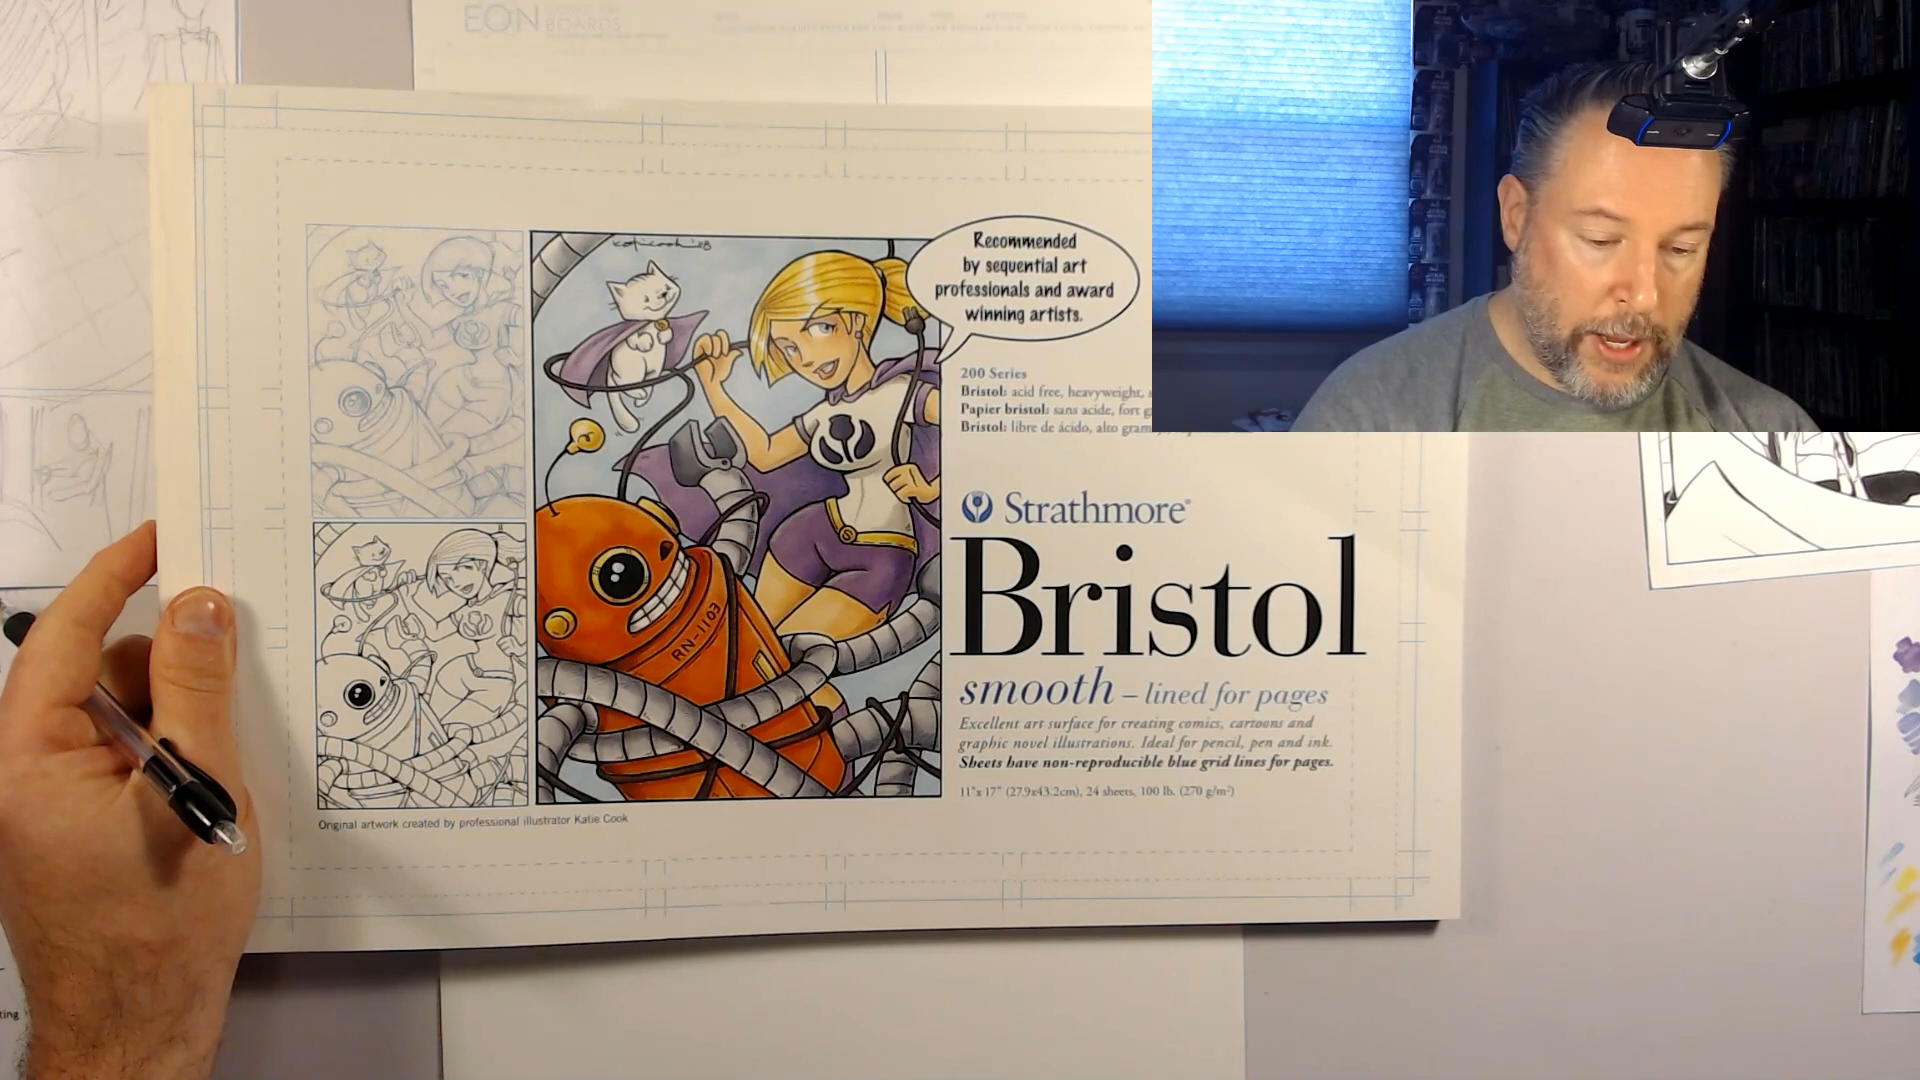 EON
BOARDS
katiecook '08
Recommended
by sequential art
professionals and award
winning artists.
200 Series
Bristol: acid free, heavyweight,
Papier bristol: sans acide, fort
Bristol: libre de ácido, alto
Strathmore®
Bristol
smooth – lined for pages
Excellent art surface for creating comics, cartoons and
graphic novel illustrations. Ideal for pencil, pen and ink.
Sheets have non-reproducible blue grid lines for pages.
11"x 17" (27.9x43.2cm), 24 sheets, 100 lb. (270 g/m²)
RN-1103
S
Original artwork created by professional illustrator Katie Cook
ting